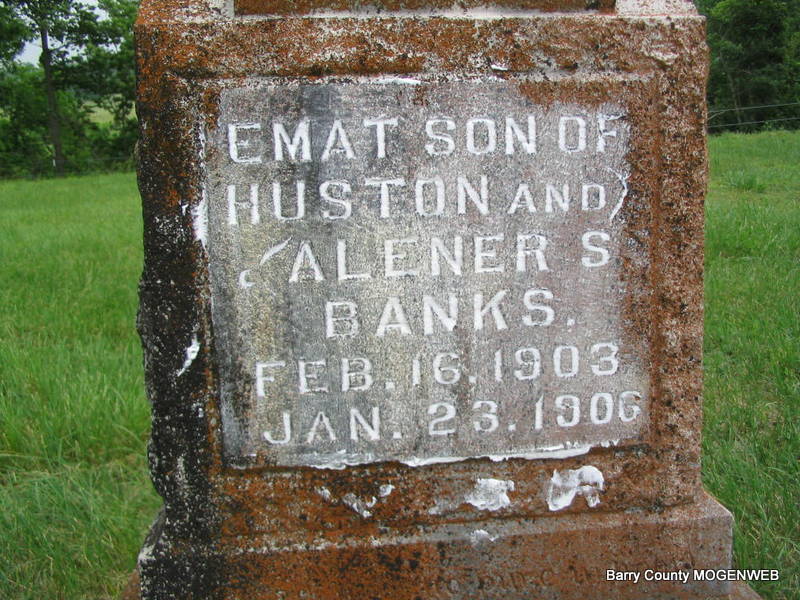 EMAT SON OF
HUSTON AND
ALENER S
BANKS.
FEB. 16. 1903
JAN. 23. 1906
Barry County MOGENWEB